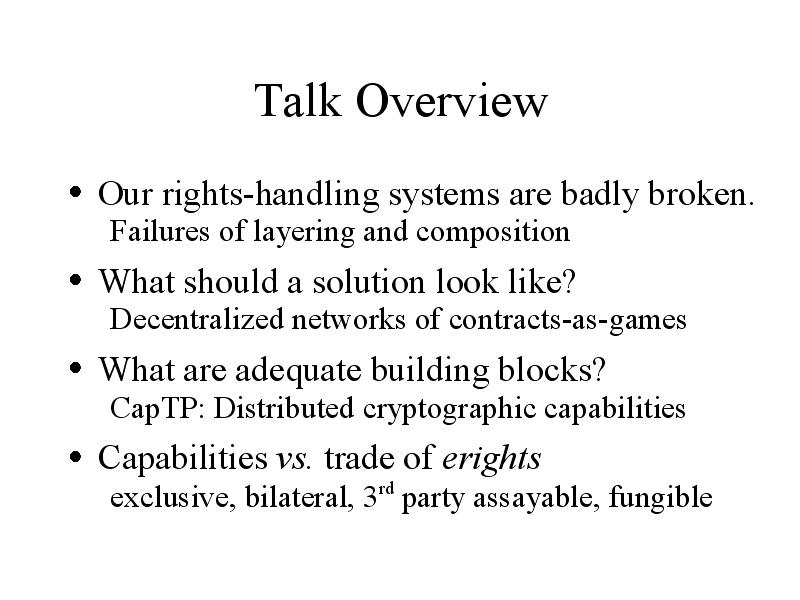 Talk Overview
• Our rights-handling systems are badly broken.
Failures of layering and composition
• What should a solution look like?
Decentralized networks of contracts-as-games
• What are adequate building blocks?
CapTP: Distributed cryptographic capabilities
• Capabilities vs. trade of erights
exclusive, bilateral, 3rd party assayable, fungible